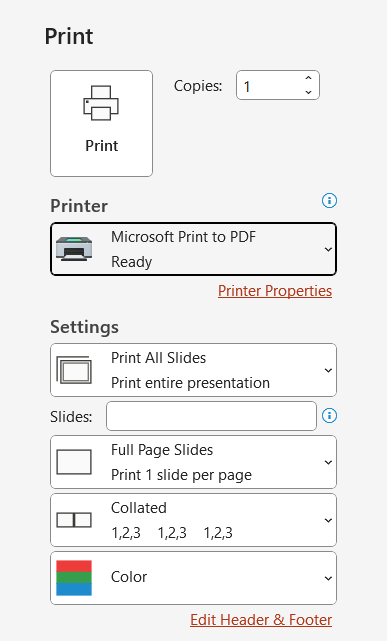 Print
Copies: 1
Print
Printer
Microsoft Print to PDF
Ready
Printer Properties
Settings
Print All Slides
Print entire presentation
Slides:
Full Page Slides
Print 1 slide per page
Collated
1,2,3 1,2,3 1,2,3
Color
Edit Header & Footer